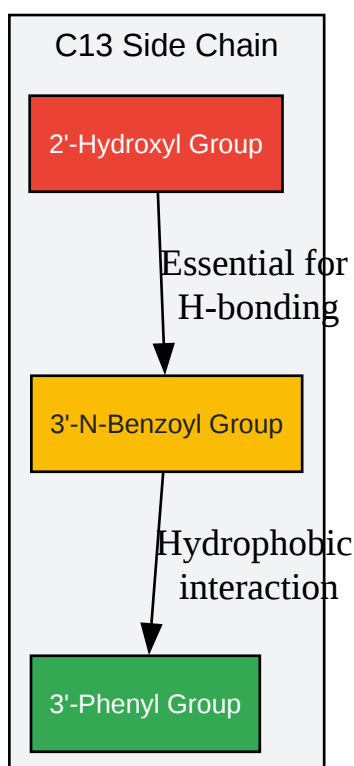 C13 Side Chain
2'-Hydroxyl Group
Essential for
H-bonding
3'-N-Benzoyl Group
Hydrophobic
interaction
3'-Phenyl Group